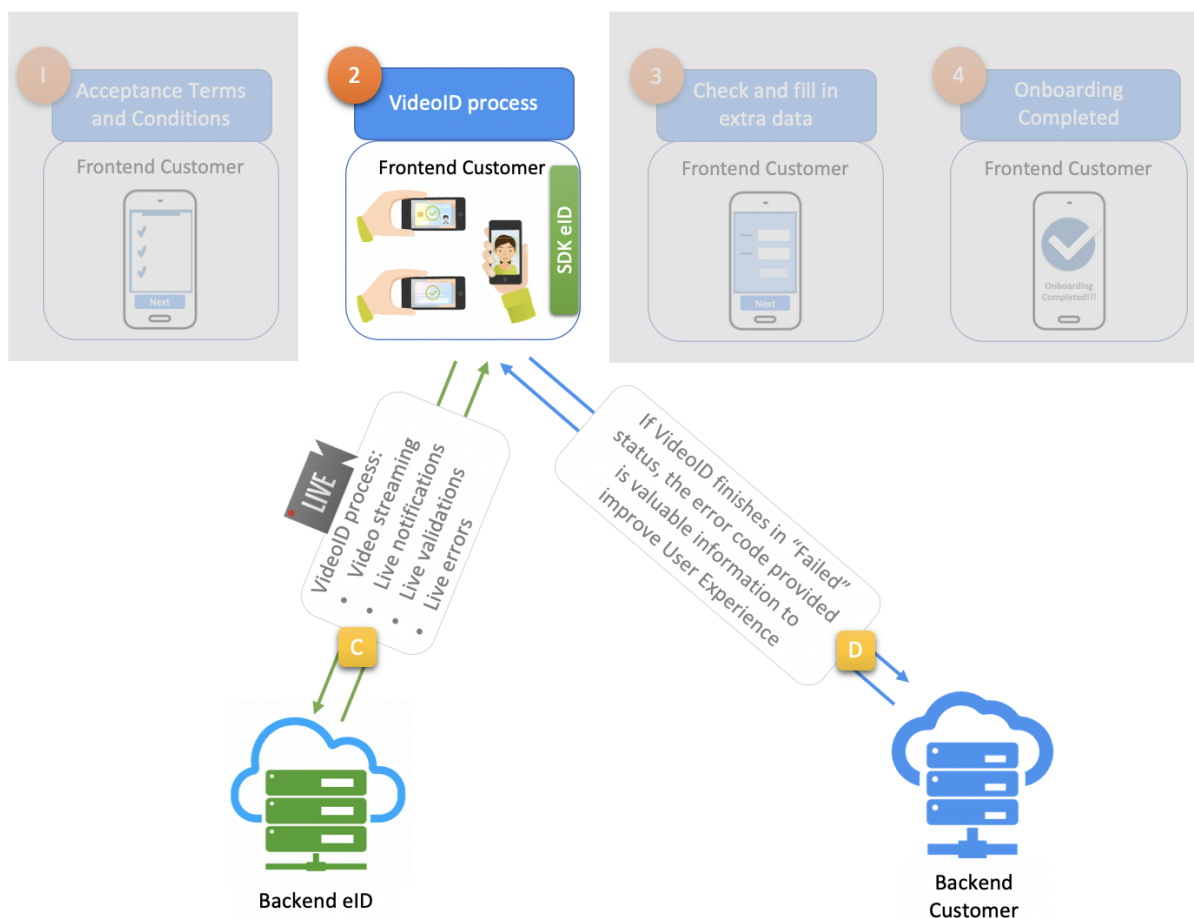 1
Acceptance Terms
and Conditions
Frontend Customer
Next
2
VideoID process
Frontend Customer
SDK eID
3
Check and fill in
extra data
Frontend Customer
Next
4
Onboarding
Completed
Frontend Customer
Onboarding
Completed!!!
LIVE
VideoID process:
• Video streaming
• Live notifications
• Live validations
• Live errors
C
If VideoID finishes in “Failed”
status, the error code provided
is valuable information to
improve User Experience
D
Backend eID
Backend
Customer